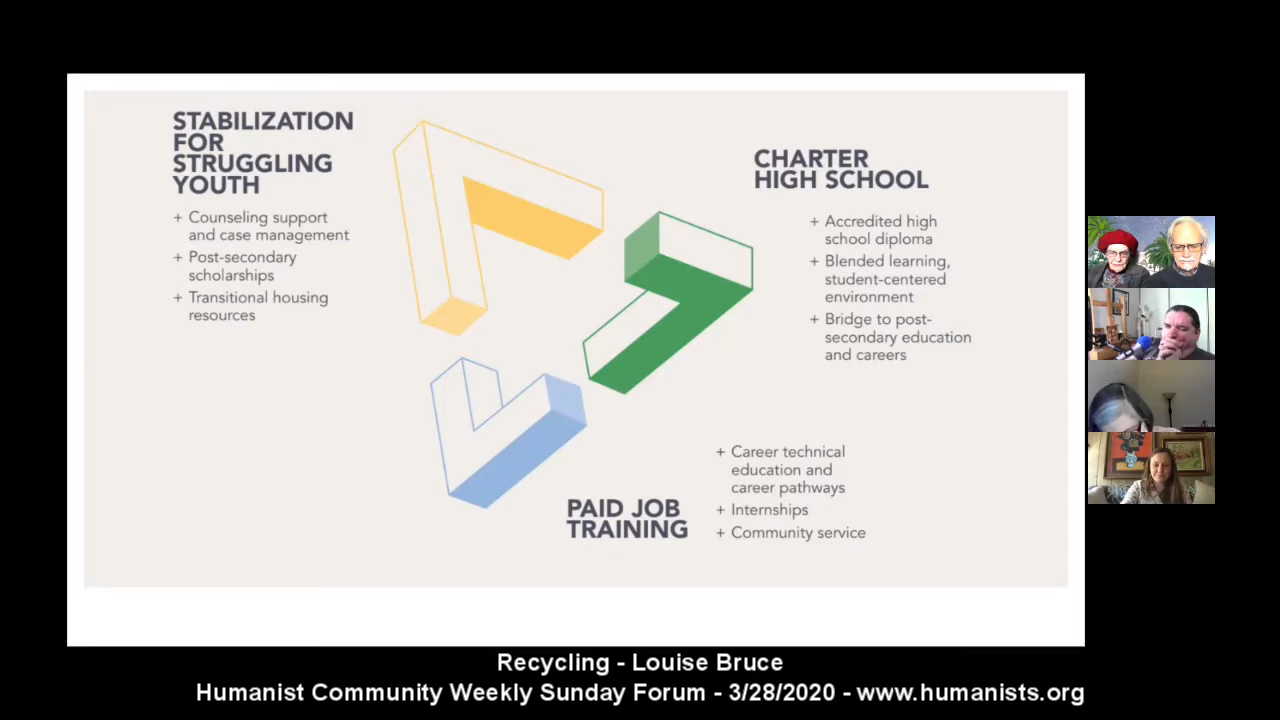 STABILIZATION
FOR
STRUGGLING
YOUTH
+ Counseling support
and case management
+ Post-secondary
scholarships
+ Transitional housing
resources
CHARTER
HIGH SCHOOL
+ Accredited high
school diploma
+ Blended learning,
student-centered
environment
+ Bridge to post-
secondary education
and careers
PAID JOB
TRAINING
+ Career technical
education and
career pathways
+ Internships
+ Community service
Recycling - Louise Bruce
Humanist Community Weekly Sunday Forum - 3/28/2020 - www.humanists.org